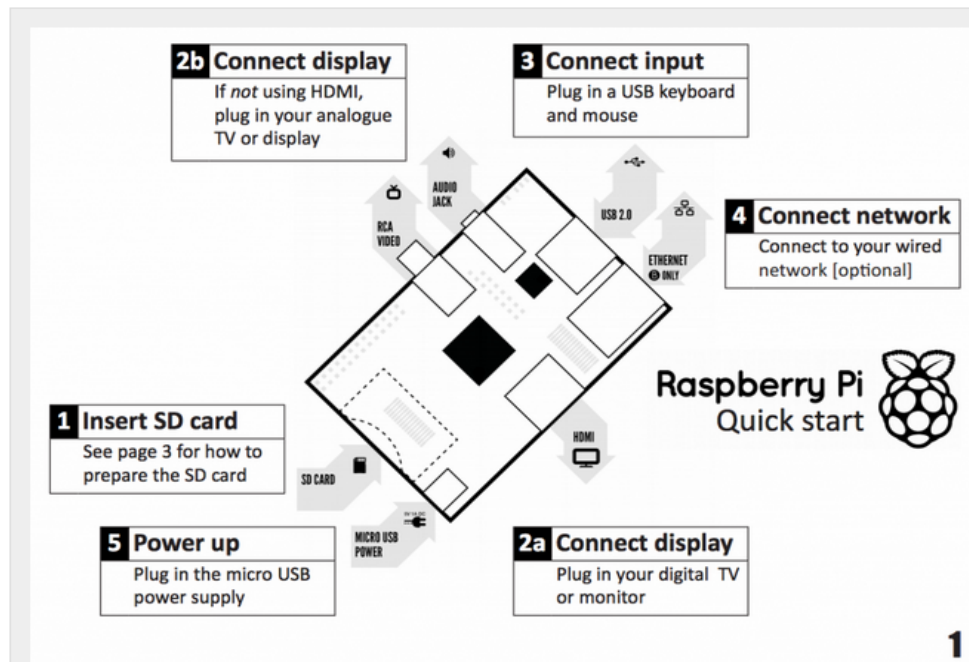 2b Connect display
If not using HDMI,
plug in your analogue
TV or display
3 Connect input
Plug in a USB keyboard
and mouse
RCA
VIDEO
AUDIO
JACK
USB 2.0
ETHERNET
B ONLY
4 Connect network
Connect to your wired
network [optional]
Raspberry Pi
Quick start
1 Insert SD card
See page 3 for how to
prepare the SD card
SD CARD
HDMI
5V 1A DC
MICRO USB
POWER
5 Power up
Plug in the micro USB
power supply
2a Connect display
Plug in your digital TV
or monitor
1